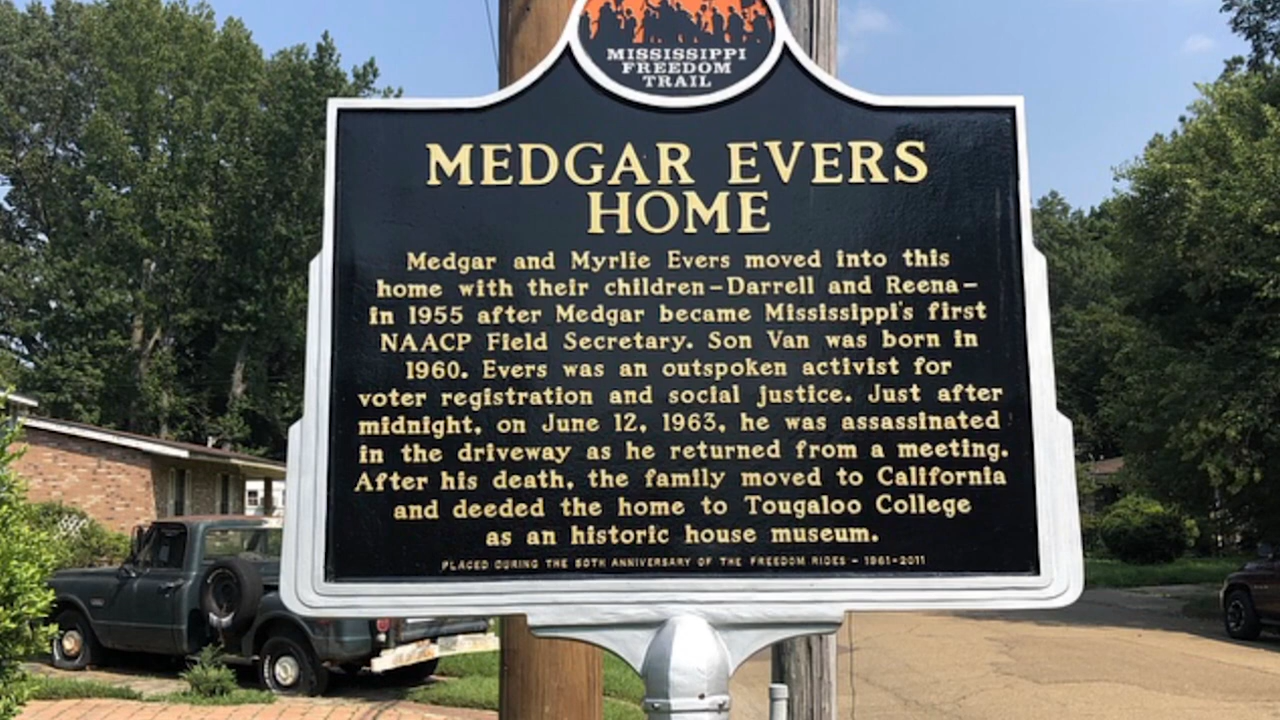 MISSISSIPPI
FREEDOM
TRAIL
MEDGAR EVERS
HOME
Medgar and Myrlie Evers moved into this
home with their children–Darrell and Reena–
in 1955 after Medgar became Mississippi's first
NAACP Field Secretary. Son Van was born in
1960. Evers was an outspoken activist for
voter registration and social justice. Just after
midnight, on June 12, 1963, he was assassinated
in the driveway as he returned from a meeting.
After his death, the family moved to California
and deeded the home to Tougaloo College
as an historic house museum.
PLACED DURING THE 50TH ANNIVERSARY OF THE FREEDOM RIDES – 1961-2011